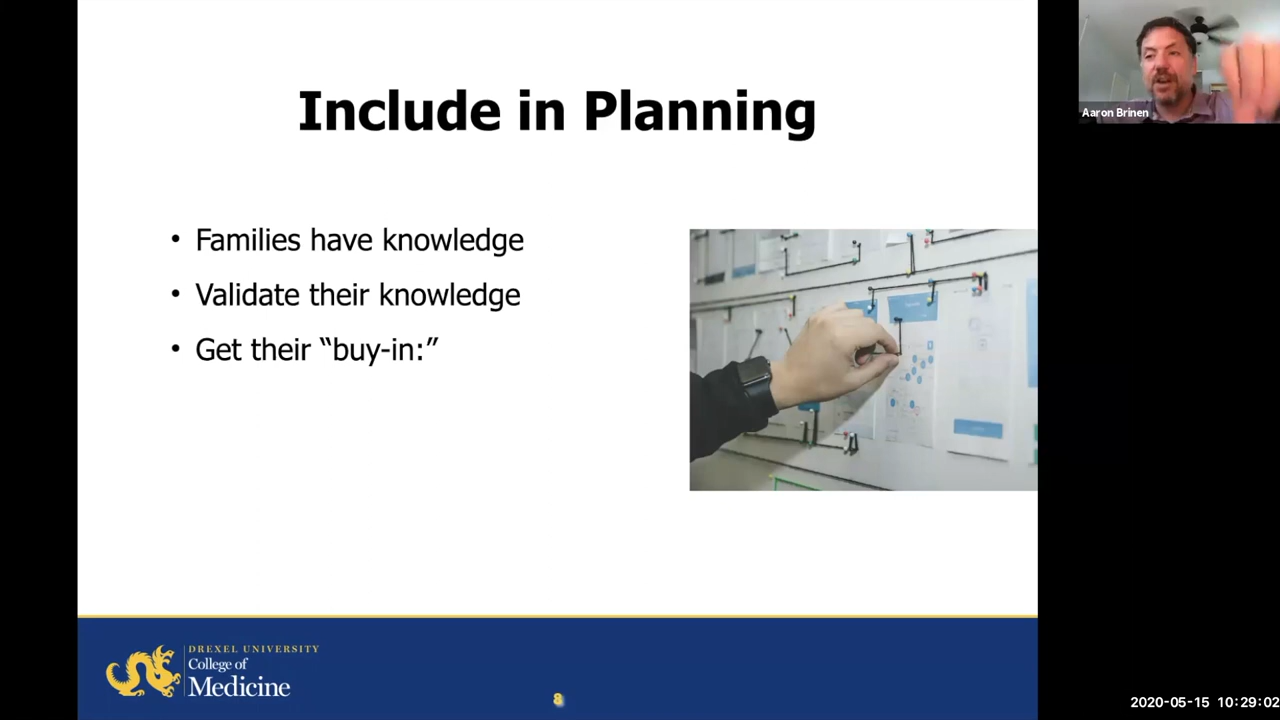 Include in Planning
• Families have knowledge
• Validate their knowledge
• Get their “buy-in:”
Aaron Brinen
DREXEL UNIVERSITY
College of
Medicine
8
2020-05-15 10:29:02